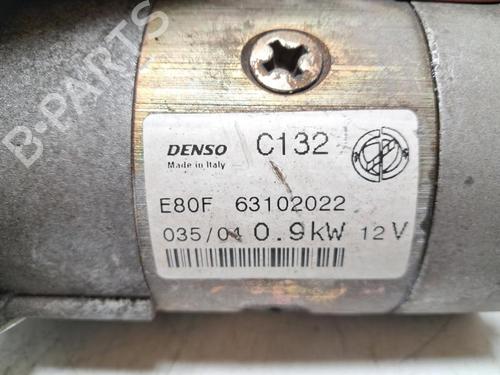 B-PARTS
DENSO C132
Made in Italy
E80F 63102022
035/04 0.9kW 12V